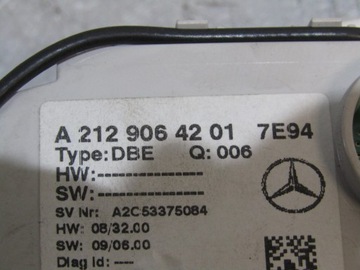 A 212 906 42 01 7E94
Type:DBE Q: 006
HW:---------------
SW:---------------
SV Nr: A2C53375084
HW: 08/32.00
SW: 09/06.00
Diag Id: ----------